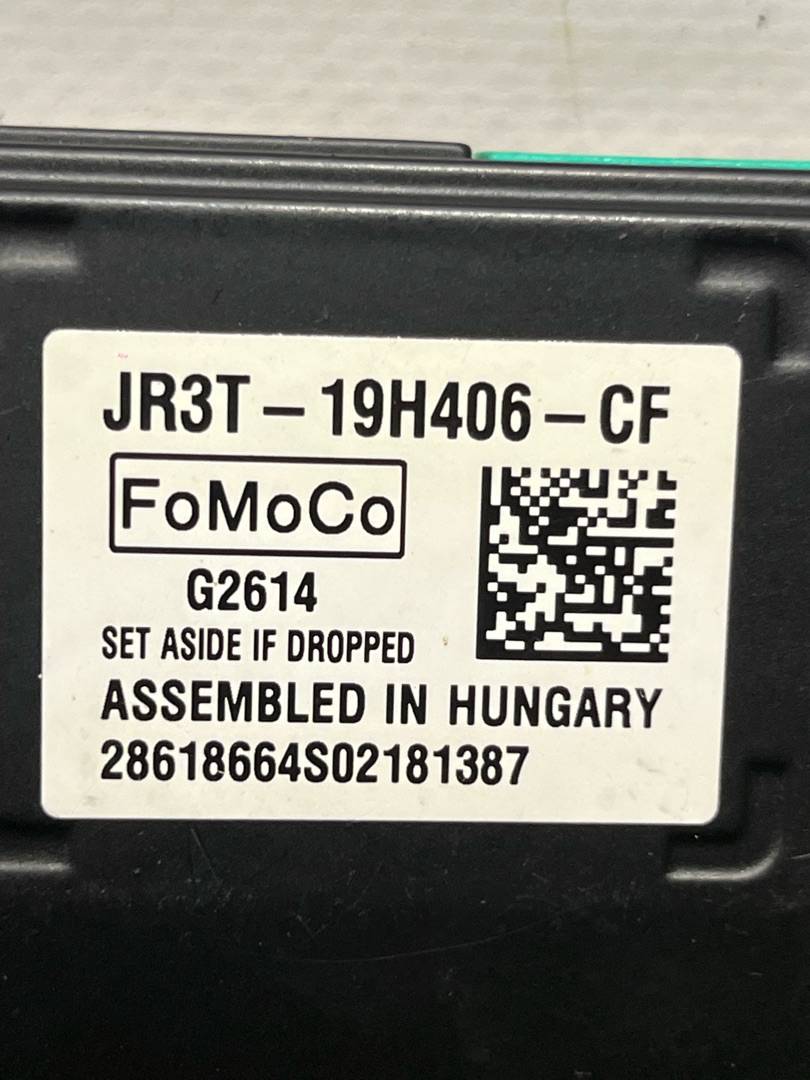 JR3T-19H406-CF
FoMoCo
G2614
SET ASIDE IF DROPPED
ASSEMBLED IN HUNGARY
28618664S02181387